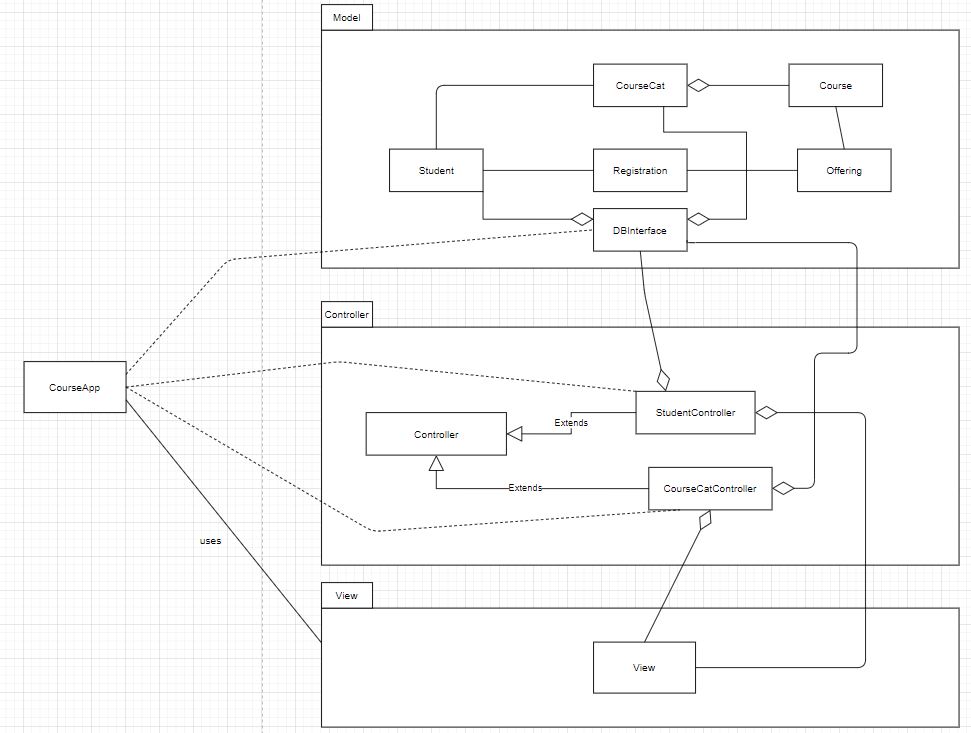 Model
CourseCat
Course
Student
Registration
Offering
DBInterface
Controller
CourseApp
StudentController
Extends
Controller
Extends
CourseCatController
uses
View
View